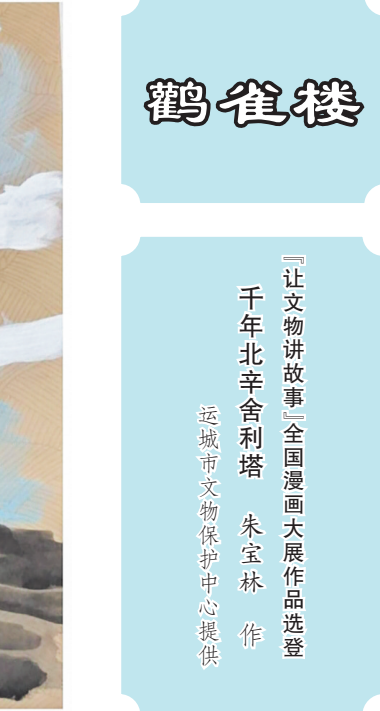 鹳雀楼
『让文物讲故事』全国漫画大展作品选登
千年北辛舍利塔 朱宝林 作
运城市文物保护中心提供